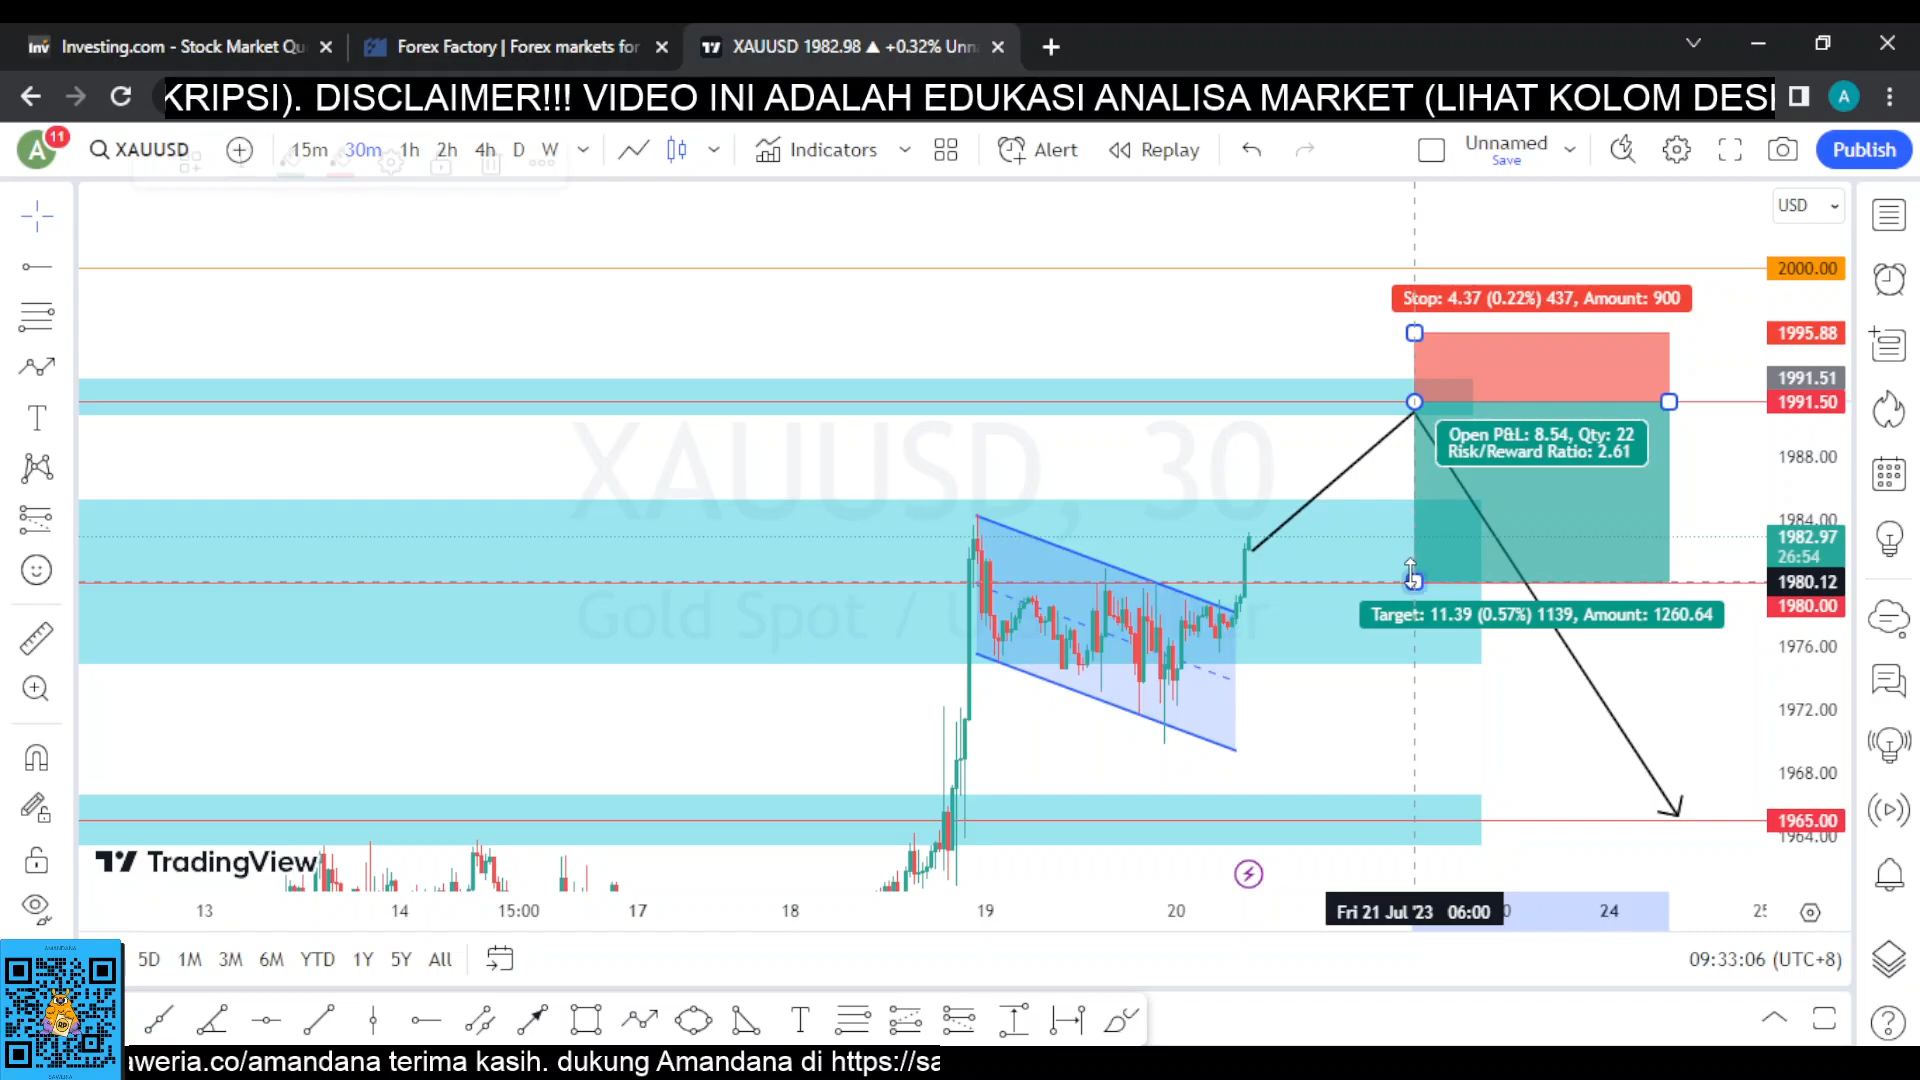 Investing.com - Stock Market Qu
Forex Factory | Forex markets for
XAUUSD 1982.98 ▲ +0.32% Unn
KRIPSI). DISCLAIMER!!! VIDEO INI ADALAH EDUKASI ANALISA MARKET (LIHAT KOLOM DES
A
A
11
XAUUSD
15m
30m
1h
2h
4h
D
W
Indicators
Alert
Replay
Unnamed
Save
Publish
USD
2000.00
Stop: 4.37 (0.22%) 437, Amount: 900
1995.88
1991.51
1991.50
Open P&L: 8.54, Qty: 22
Risk/Reward Ratio: 2.61
1988.00
1984.00
1982.97
26:54
1980.12
1980.00
Target: 11.39 (0.57%) 1139, Amount: 1260.64
1976.00
1972.00
1968.00
1965.00
1964.00
XAUUSD, 30
Gold Spot / U
TradingView
13
14
15:00
17
18
19
20
Fri 21 Jul '23 06:00
24
5D
1M
3M
6M
YTD
1Y
5Y
All
09:33:06 (UTC+8)
aweria.co/amandana terima kasih. dukung Amandana di https://sa